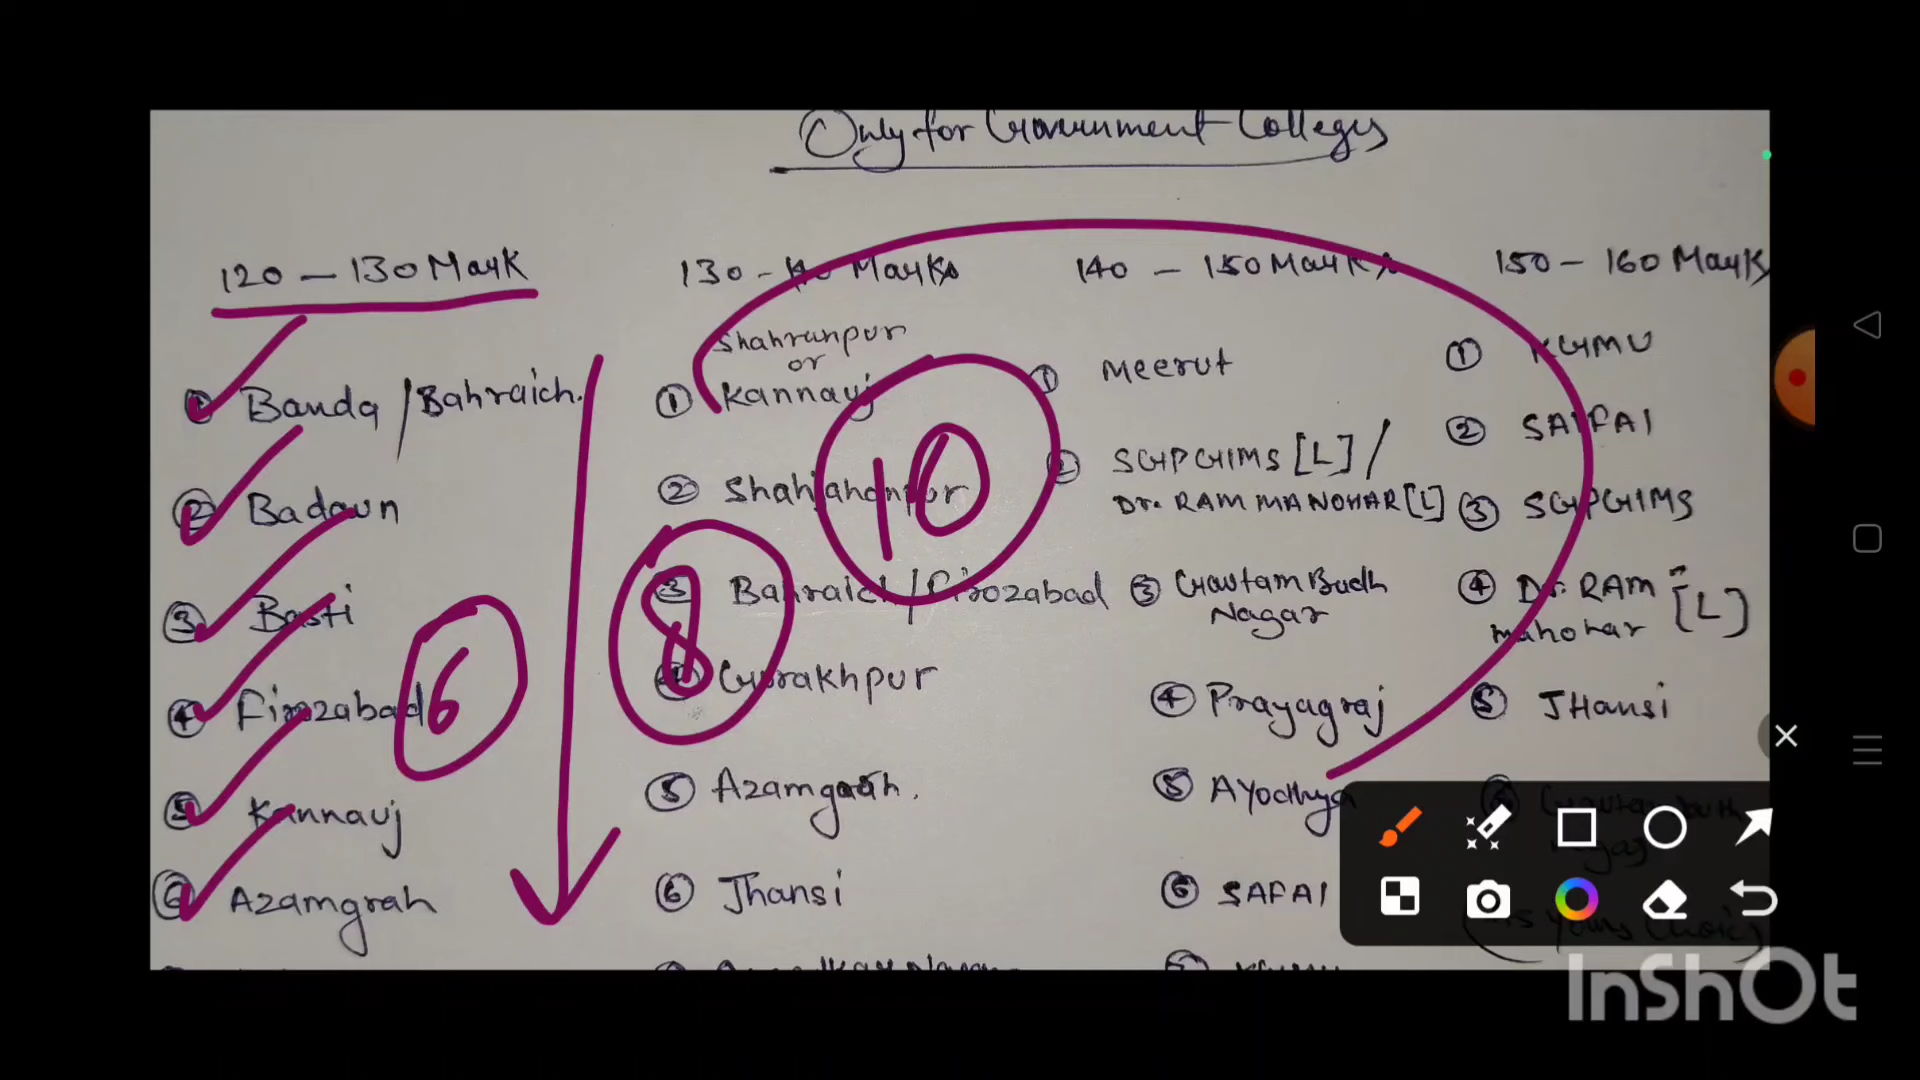 Only for Government Colleges
120 - 130 Mark
① Banda / Bahraich.
② Badaun
③ Basti
④ Firozabad
⑤ Kannauj
⑥ Azamgrah
6
130 - 140 Marks
Shahranpur
or
① Kannauj
② Shahjahanpur
③ Bahraich / Firozabad
④ Gorakhpur
⑤ Azamgarh.
⑥ Jhansi
10
8
140 - 150 Marks
① Meerut
② SGPGIMS [L] /
Dr. RAM MANOHAR [L]
③ Gautam Budh
Nagar
④ Prayagraj
⑤ Ayodhya
⑥ SAFAI
150 - 160 Marks
① KGMU
② SAIFAI
③ SGPGIMS
④ Dr. RAM
manohar [L]
⑤ JHansi
InShOt